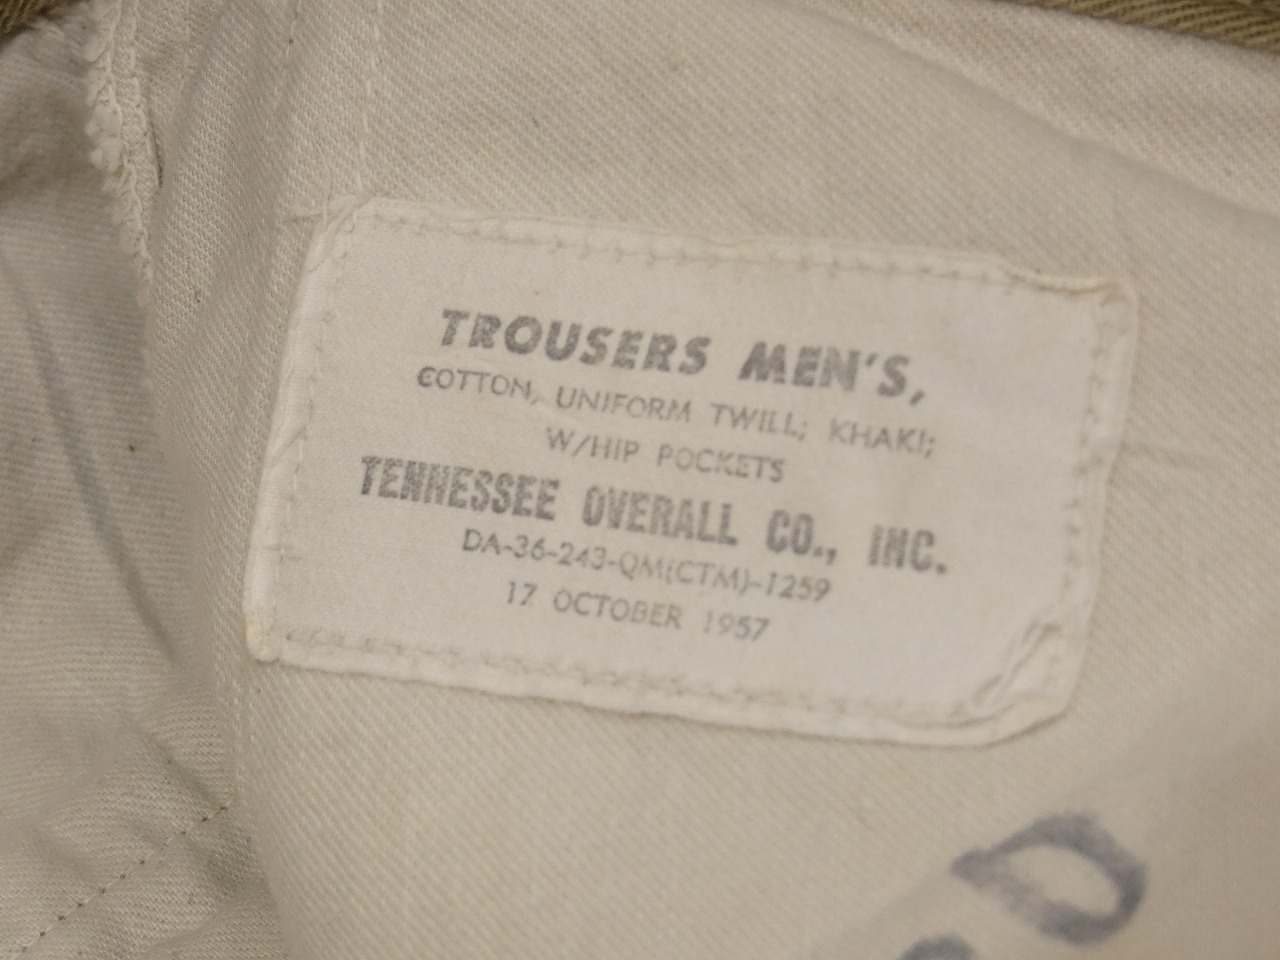 TROUSERS MEN'S,
COTTON, UNIFORM TWILL; KHAKI;
W/HIP POCKETS
TENNESSEE OVERALL CO., INC.
DA-36-243-QM(CTM)-1259
17 OCTOBER 1957